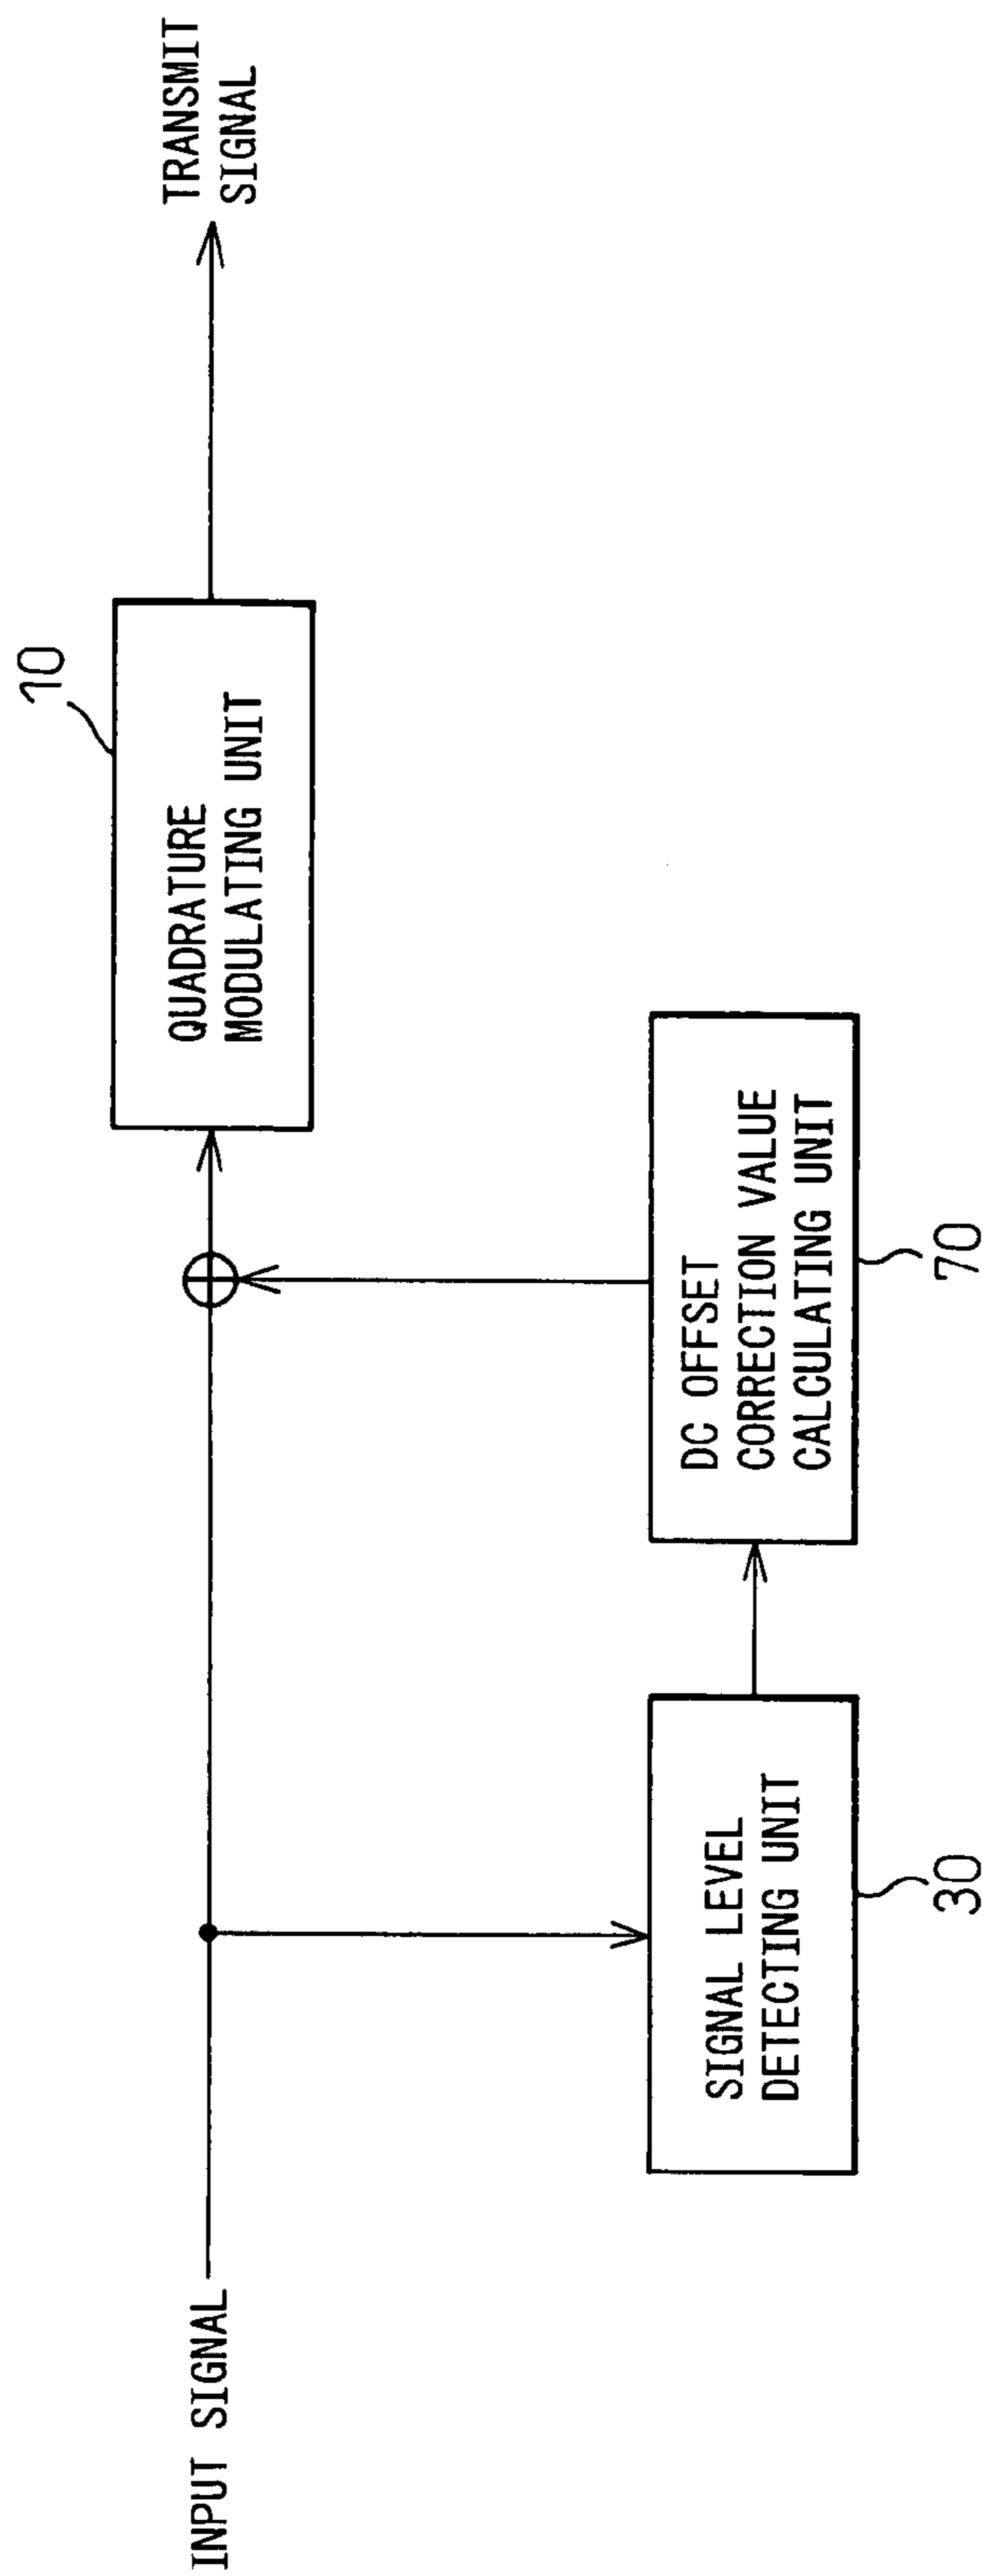 INPUT SIGNAL
SIGNAL LEVEL
DETECTING UNIT
30
DC OFFSET
CORRECTION VALUE
CALCULATING UNIT
70
QUADRATURE
MODULATING UNIT
10
TRANSMIT
SIGNAL